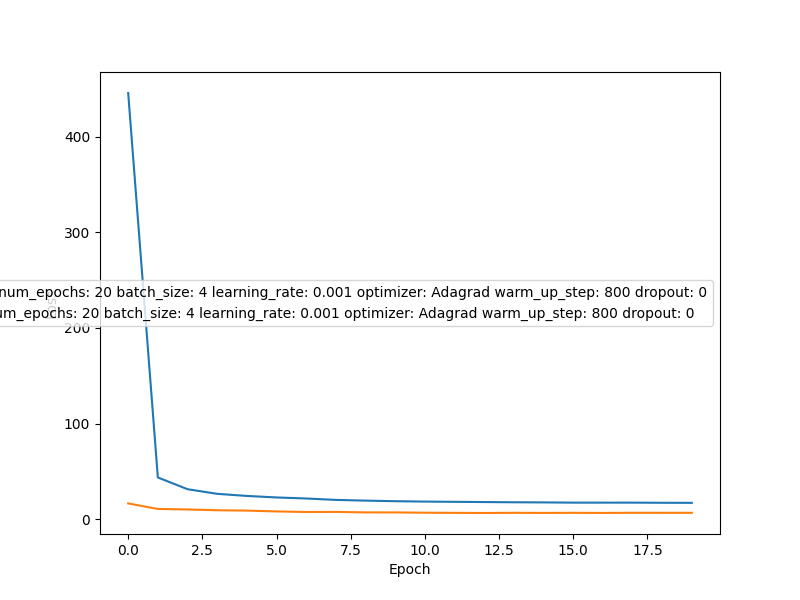 400
300
num_epochs: 20 batch_size: 4 learning_rate: 0.001 optimizer: Adagrad warm_up_step: 800 dropout: 0
20 batch_size: 4 learning_rate: 0.001 optimizer: Adagrad warm_up_step: 800 dropout: 0
200
100
0
0.0 2.5 5.0 7.5 10.0 12.5 15.0 17.5
Epoch